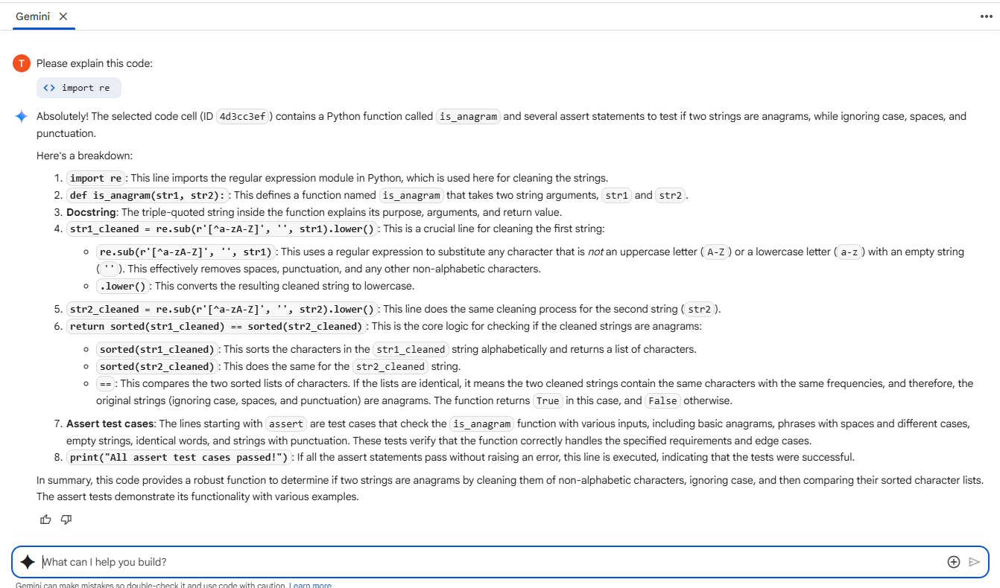 Gemini
T Please explain this code:
<> import re
Absolutely! The selected code cell (ID 4d3cc3ef) contains a Python function called is_anagram and several assert statements to test if two strings are anagrams, while ignoring case, spaces, and
punctuation.
Here's a breakdown:
1. import re: This line imports the regular expression module in Python, which is used here for cleaning the strings.
2. def is_anagram(str1, str2):: This defines a function named is_anagram that takes two string arguments, str1 and str2.
3. Docstring: The triple-quoted string inside the function explains its purpose, arguments, and return value.
4. str1_cleaned = re.sub(r'[^a-zA-Z]', '', str1).lower(): This is a crucial line for cleaning the first string:
○ re.sub(r'[^a-zA-Z]', '', str1): This uses a regular expression to substitute any character that is not an uppercase letter (A-Z) or a lowercase letter (a-z) with an empty string
(''). This effectively removes spaces, punctuation, and any other non-alphabetic characters.
○ .lower(): This converts the resulting cleaned string to lowercase.
5. str2_cleaned = re.sub(r'[^a-zA-Z]', '', str2).lower(): This line does the same cleaning process for the second string (str2).
6. return sorted(str1_cleaned) == sorted(str2_cleaned): This is the core logic for checking if the cleaned strings are anagrams:
○ sorted(str1_cleaned): This sorts the characters in the str1_cleaned string alphabetically and returns a list of characters.
○ sorted(str2_cleaned): This does the same for the str2_cleaned string.
○ ==: This compares the two sorted lists of characters. If the lists are identical, it means the two cleaned strings contain the same characters with the same frequencies, and therefore, the
original strings (ignoring case, spaces, and punctuation) are anagrams. The function returns True in this case, and False otherwise.
7. Assert test cases: The lines starting with assert are test cases that check the is_anagram function with various inputs, including basic anagrams, phrases with spaces and different cases,
empty strings, identical words, and strings with punctuation. These tests verify that the function correctly handles the specified requirements and edge cases.
8. print("All assert test cases passed!"): If all the assert statements pass without raising an error, this line is executed, indicating that the tests were successful.
In summary, this code provides a robust function to determine if two strings are anagrams by cleaning them of non-alphabetic characters, ignoring case, and then comparing their sorted character lists.
The assert tests demonstrate its functionality with various examples.
What can I help you build?
Gemini can make mistakes so double-check it and use code with caution. Learn more